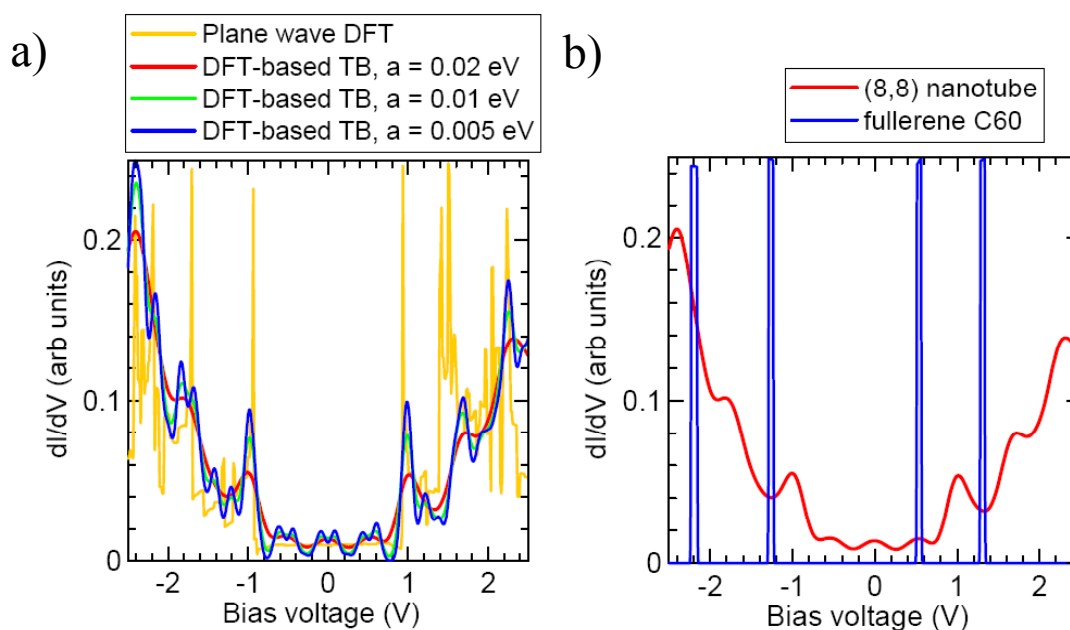 a)
Plane wave DFT
DFT-based TB, a = 0.02 eV
DFT-based TB, a = 0.01 eV
DFT-based TB, a = 0.005 eV
dI/dV (arb units)
0.2
0.1
0
-2 -1 0 1 2
Bias voltage (V)
b)
(8,8) nanotube
fullerene C60
dI/dV (arb units)
0.2
0.1
0
-2 -1 0 1 2
Bias voltage (V)